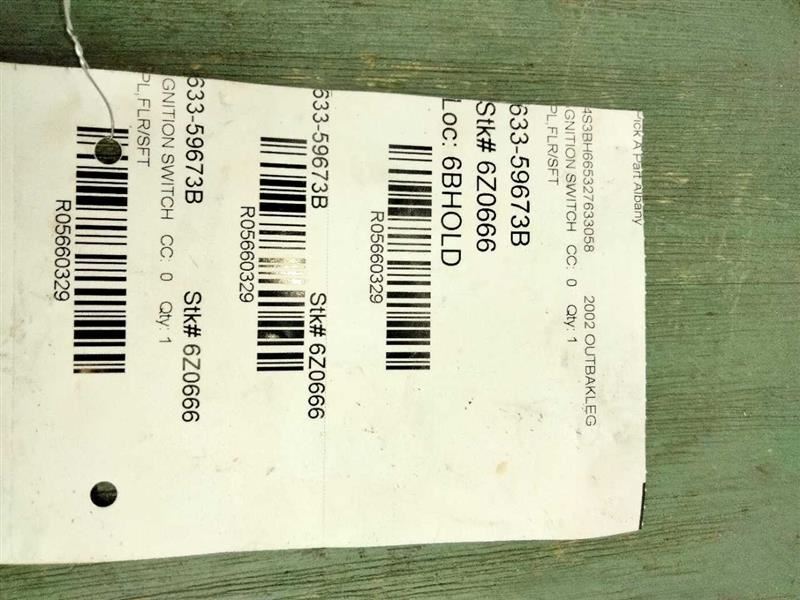 Pick A Part Albany
4S3BH665327633058 2002 OUTBAKLEG
GNITION SWITCH CC: 0 Qty: 1
PL,FLR/SFT
633-59673B
Stk# 6Z0666
Loc: 6BHOLD
R05660329
633-59673B Stk# 6Z0666
R05660329
633-59673B Stk# 6Z0666
GNITION SWITCH CC: 0 Qty: 1
PL,FLR/SFT
R05660329